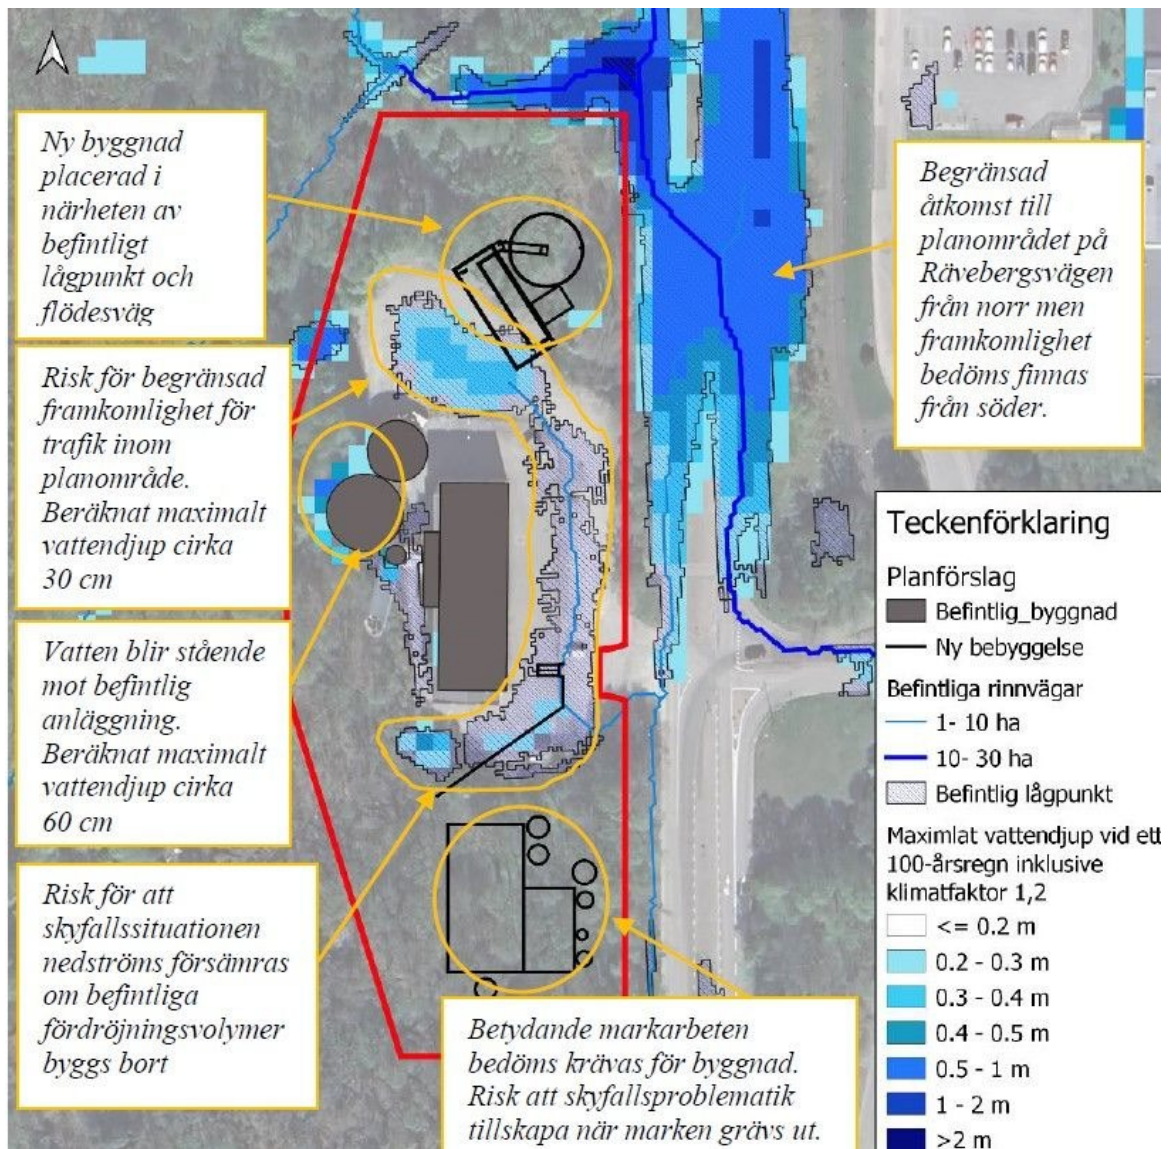 Ny byggnad
placerad i
närheten av
befintligt
lågpunkt och
flödesväg
Risk för begränsad
framkomlighet för
trafik inom
planområde.
Beräknat maximalt
vattendjup cirka
30 cm
Vatten blir stående
mot befintlig
anläggning.
Beräknat maximalt
vattendjup cirka
60 cm
Risk för att
skyfallssituationen
nedströms försämras
om befintliga
fördröjningsvolymer
byggs bort
Betydande markarbeten
bedöms krävas för byggnad.
Risk att skyfallsproblematik
tillskapa när marken grävs ut.
Begränsad
åtkomst till
planområdet på
Rävebergsvägen
från norr men
framkomlighet
bedöms finnas
från söder.
Teckenförklaring
Planförslag
Befintlig_byggnad
Ny bebyggelse
Befintliga rinnvägar
1- 10 ha
10- 30 ha
Befintlig lågpunkt
Maximlat vattendjup vid ett
100-årsregn inklusive
klimatfaktor 1,2
<= 0.2 m
0.2 - 0.3 m
0.3 - 0.4 m
0.4 - 0.5 m
0.5 - 1 m
1 - 2 m
>2 m